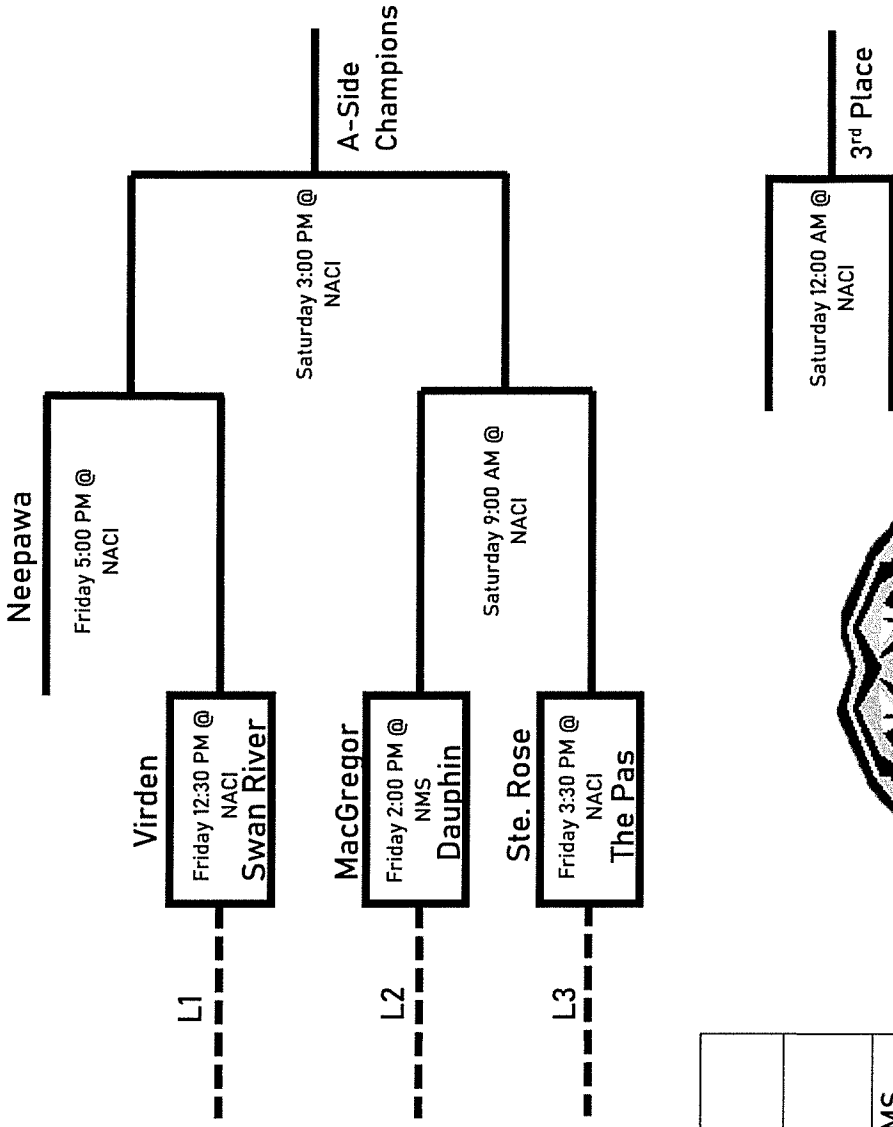 Neepawa
Friday 5:00 PM @
NACI
Virden
Friday 12:30 PM @
NACI
Swan River
L1
MacGregor
Friday 2:00 PM @
NMS
Dauphin
L2
Ste. Rose
Friday 3:30 PM @
NACI
The Pas
L3
Saturday 9:00 AM @
NACI
Saturday 3:00 PM @
NACI
A-Side
Champions
Saturday 12:00 AM @
NACI
3rd Place